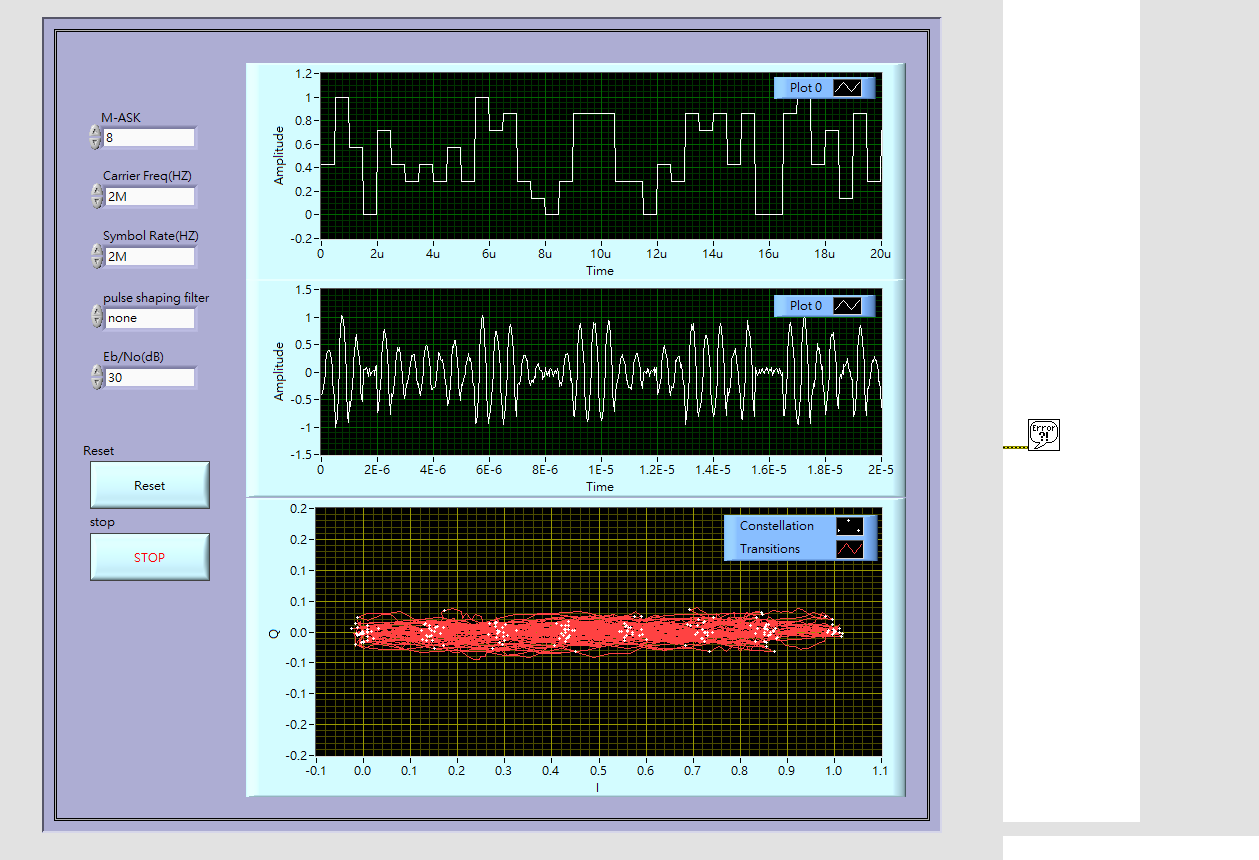 M-ASK
8
Carrier Freq(HZ)
2M
Symbol Rate(HZ)
2M
pulse shaping filter
none
Eb/No(dB)
30
Reset
Reset
stop
STOP
Plot 0
Amplitude
1.2
1
0.8
0.6
0.4
0.2
0
-0.2
0 2u 4u 6u 8u 10u 12u 14u 16u 18u 20u
Time
Plot 0
Amplitude
1.5
1
0.5
0
-0.5
-1
-1.5
0 2E-6 4E-6 6E-6 8E-6 1E-5 1.2E-5 1.4E-5 1.6E-5 1.8E-5 2E-5
Time
Constellation
Transitions
Q
0.2
0.2
0.1
0.1
0.0
-0.1
-0.1
-0.2
-0.2
-0.1 0.0 0.1 0.2 0.3 0.4 0.5 0.6 0.7 0.8 0.9 1.0 1.1
I
Error
?!